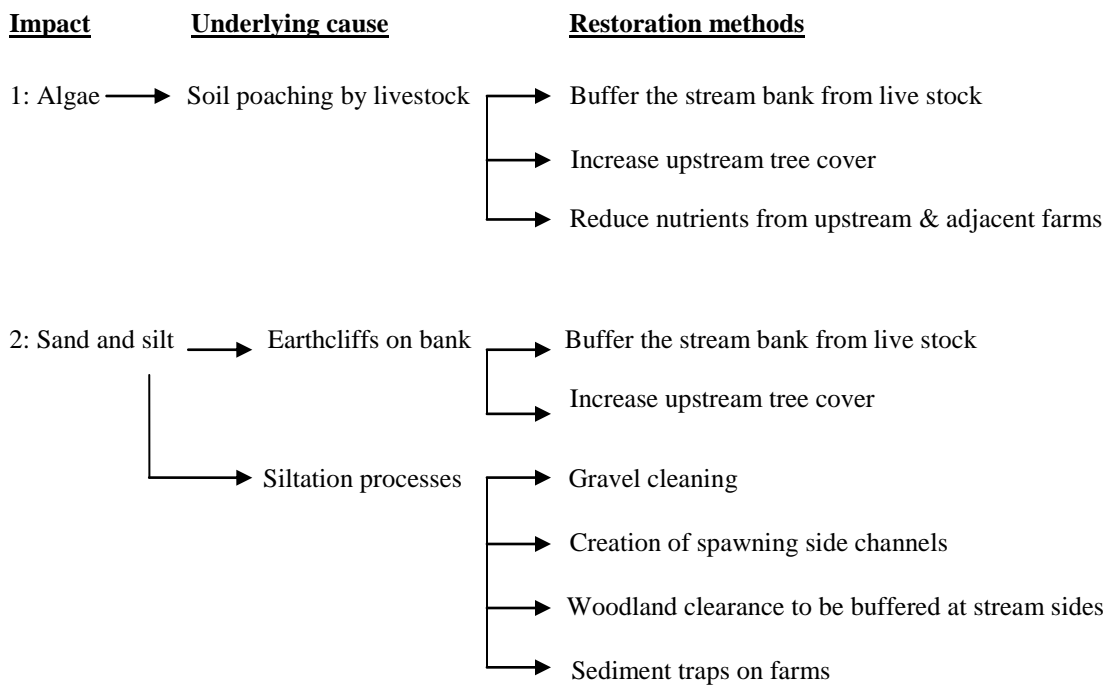 Impact Underlying cause Restoration methods
1: Algae Soil poaching by livestock Buffer the stream bank from live stock
Increase upstream tree cover
Reduce nutrients from upstream & adjacent farms
2: Sand and silt Earthcliffs on bank Buffer the stream bank from live stock
Increase upstream tree cover
Siltation processes Gravel cleaning
Creation of spawning side channels
Woodland clearance to be buffered at stream sides
Sediment traps on farms